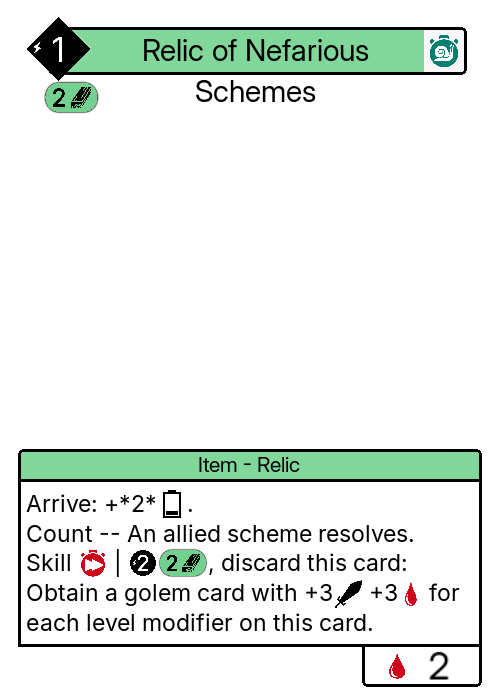 1 Relic of Nefarious
Schemes
2
Item - Relic
Arrive: +*2* .
Count -- An allied scheme resolves.
Skill | 2 2 , discard this card:
Obtain a golem card with +3 +3 for
each level modifier on this card.
2